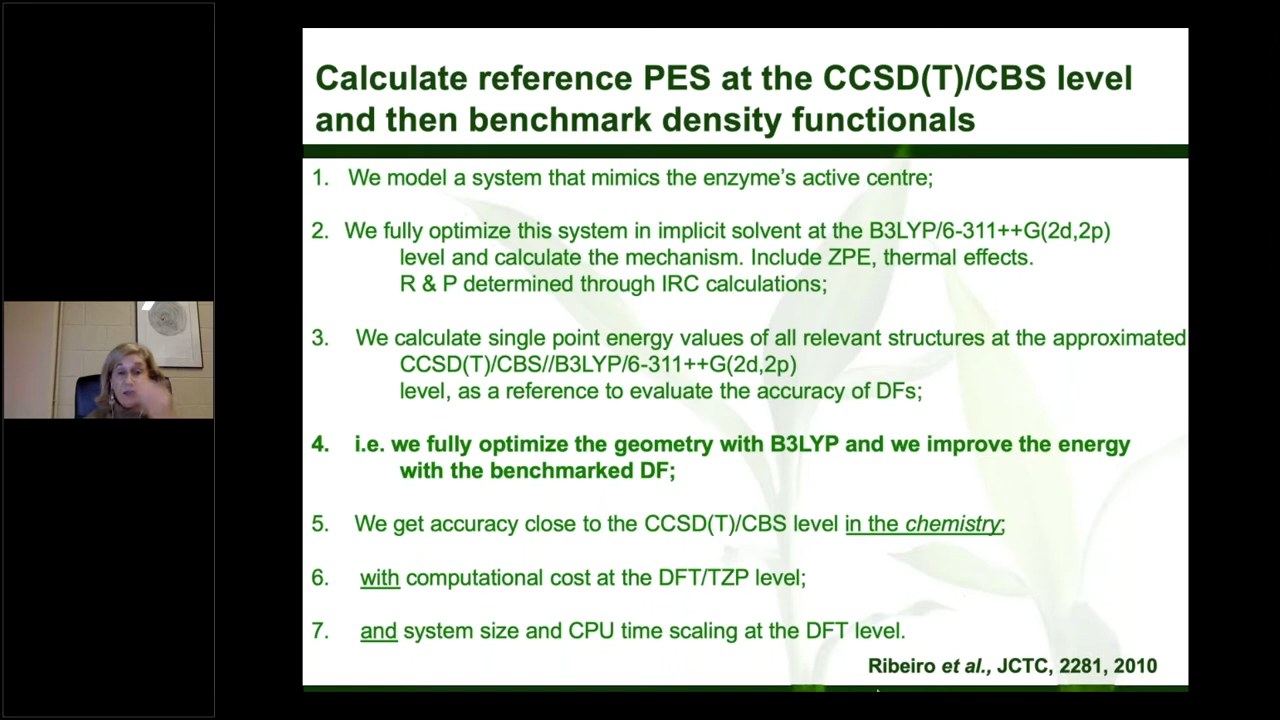 Calculate reference PES at the CCSD(T)/CBS level
and then benchmark density functionals
1. We model a system that mimics the enzyme's active centre;
2. We fully optimize this system in implicit solvent at the B3LYP/6-311++G(2d,2p)
level and calculate the mechanism. Include ZPE, thermal effects.
R & P determined through IRC calculations;
3. We calculate single point energy values of all relevant structures at the approximated
CCSD(T)/CBS//B3LYP/6-311++G(2d,2p)
level, as a reference to evaluate the accuracy of DFs;
4. i.e. we fully optimize the geometry with B3LYP and we improve the energy
with the benchmarked DF;
5. We get accuracy close to the CCSD(T)/CBS level in the chemistry;
6. with computational cost at the DFT/TZP level;
7. and system size and CPU time scaling at the DFT level.
Ribeiro et al., JCTC, 2281, 2010